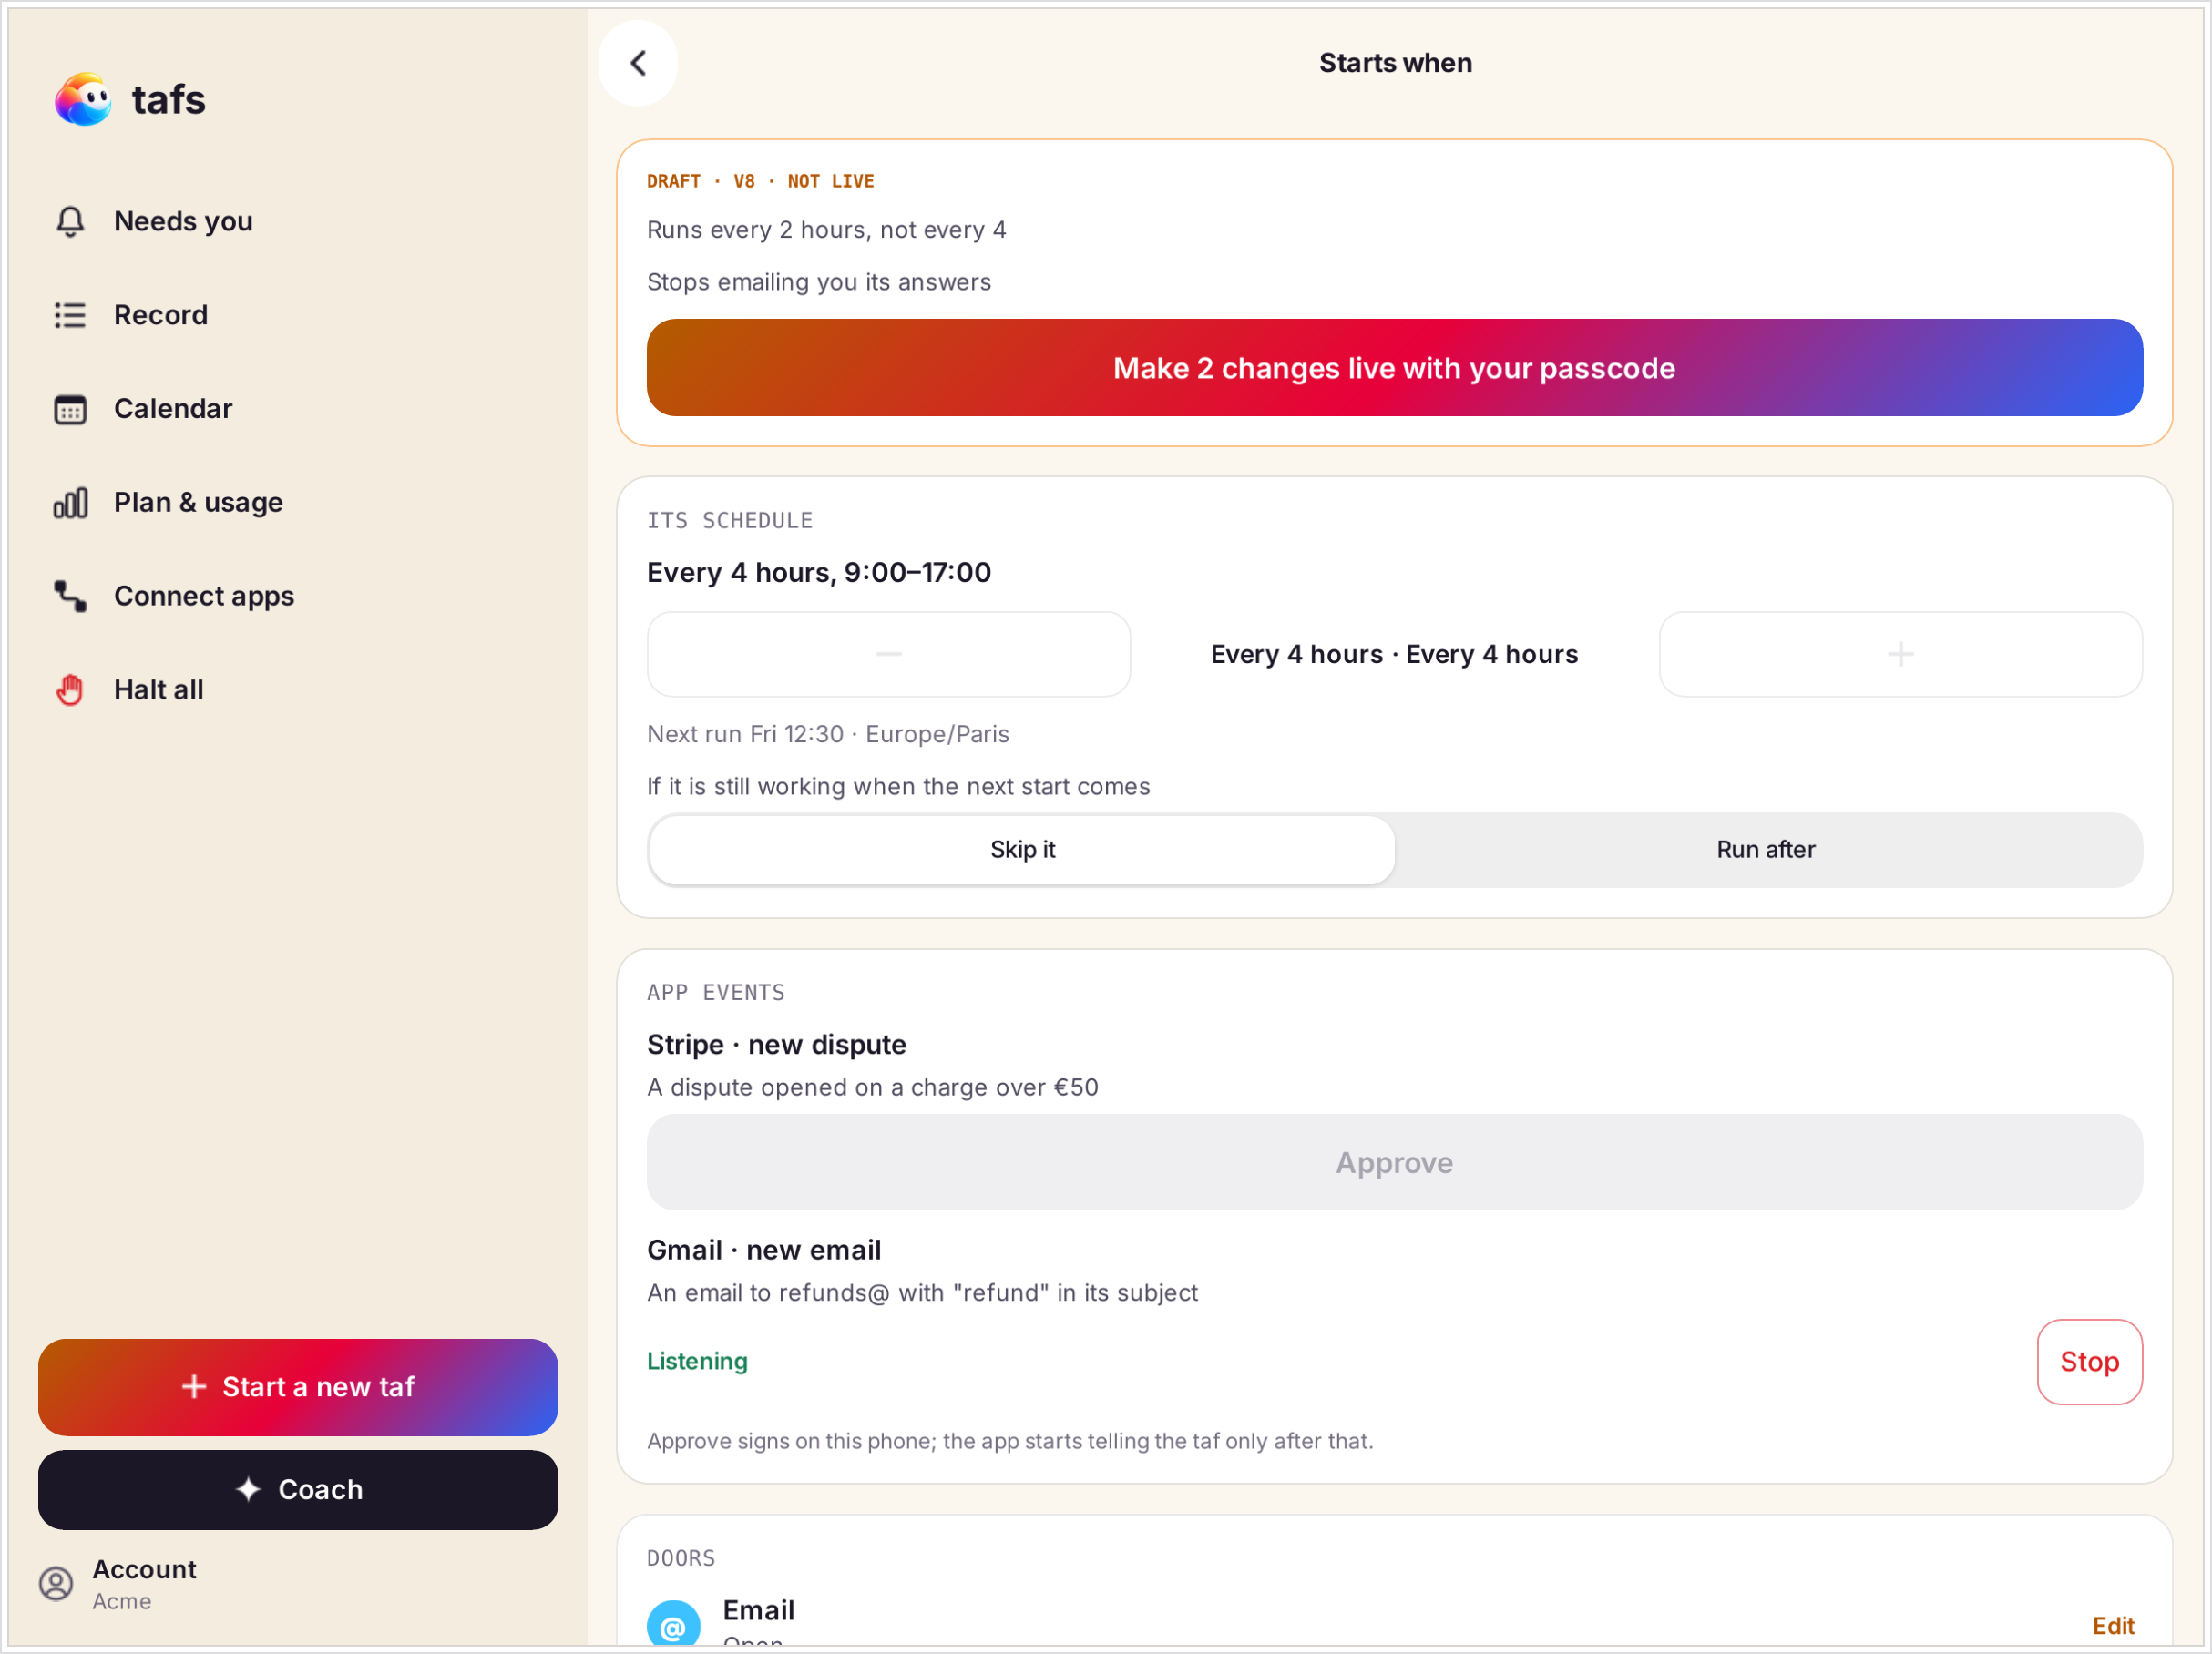 tafs
Needs you
Record
Calendar
Plan & usage
Connect apps
Halt all
Start a new taf
Coach
Account
Acme
Starts when
DRAFT · V8 · NOT LIVE
Runs every 2 hours, not every 4
Stops emailing you its answers
Make 2 changes live with your passcode
ITS SCHEDULE
Every 4 hours, 9:00–17:00
Every 4 hours · Every 4 hours
Next run Fri 12:30 · Europe/Paris
If it is still working when the next start comes
Skip it
Run after
APP EVENTS
Stripe · new dispute
A dispute opened on a charge over €50
Approve
Gmail · new email
An email to refunds@ with "refund" in its subject
Listening
Stop
Approve signs on this phone; the app starts telling the taf only after that.
DOORS
@
Email
Open
Edit